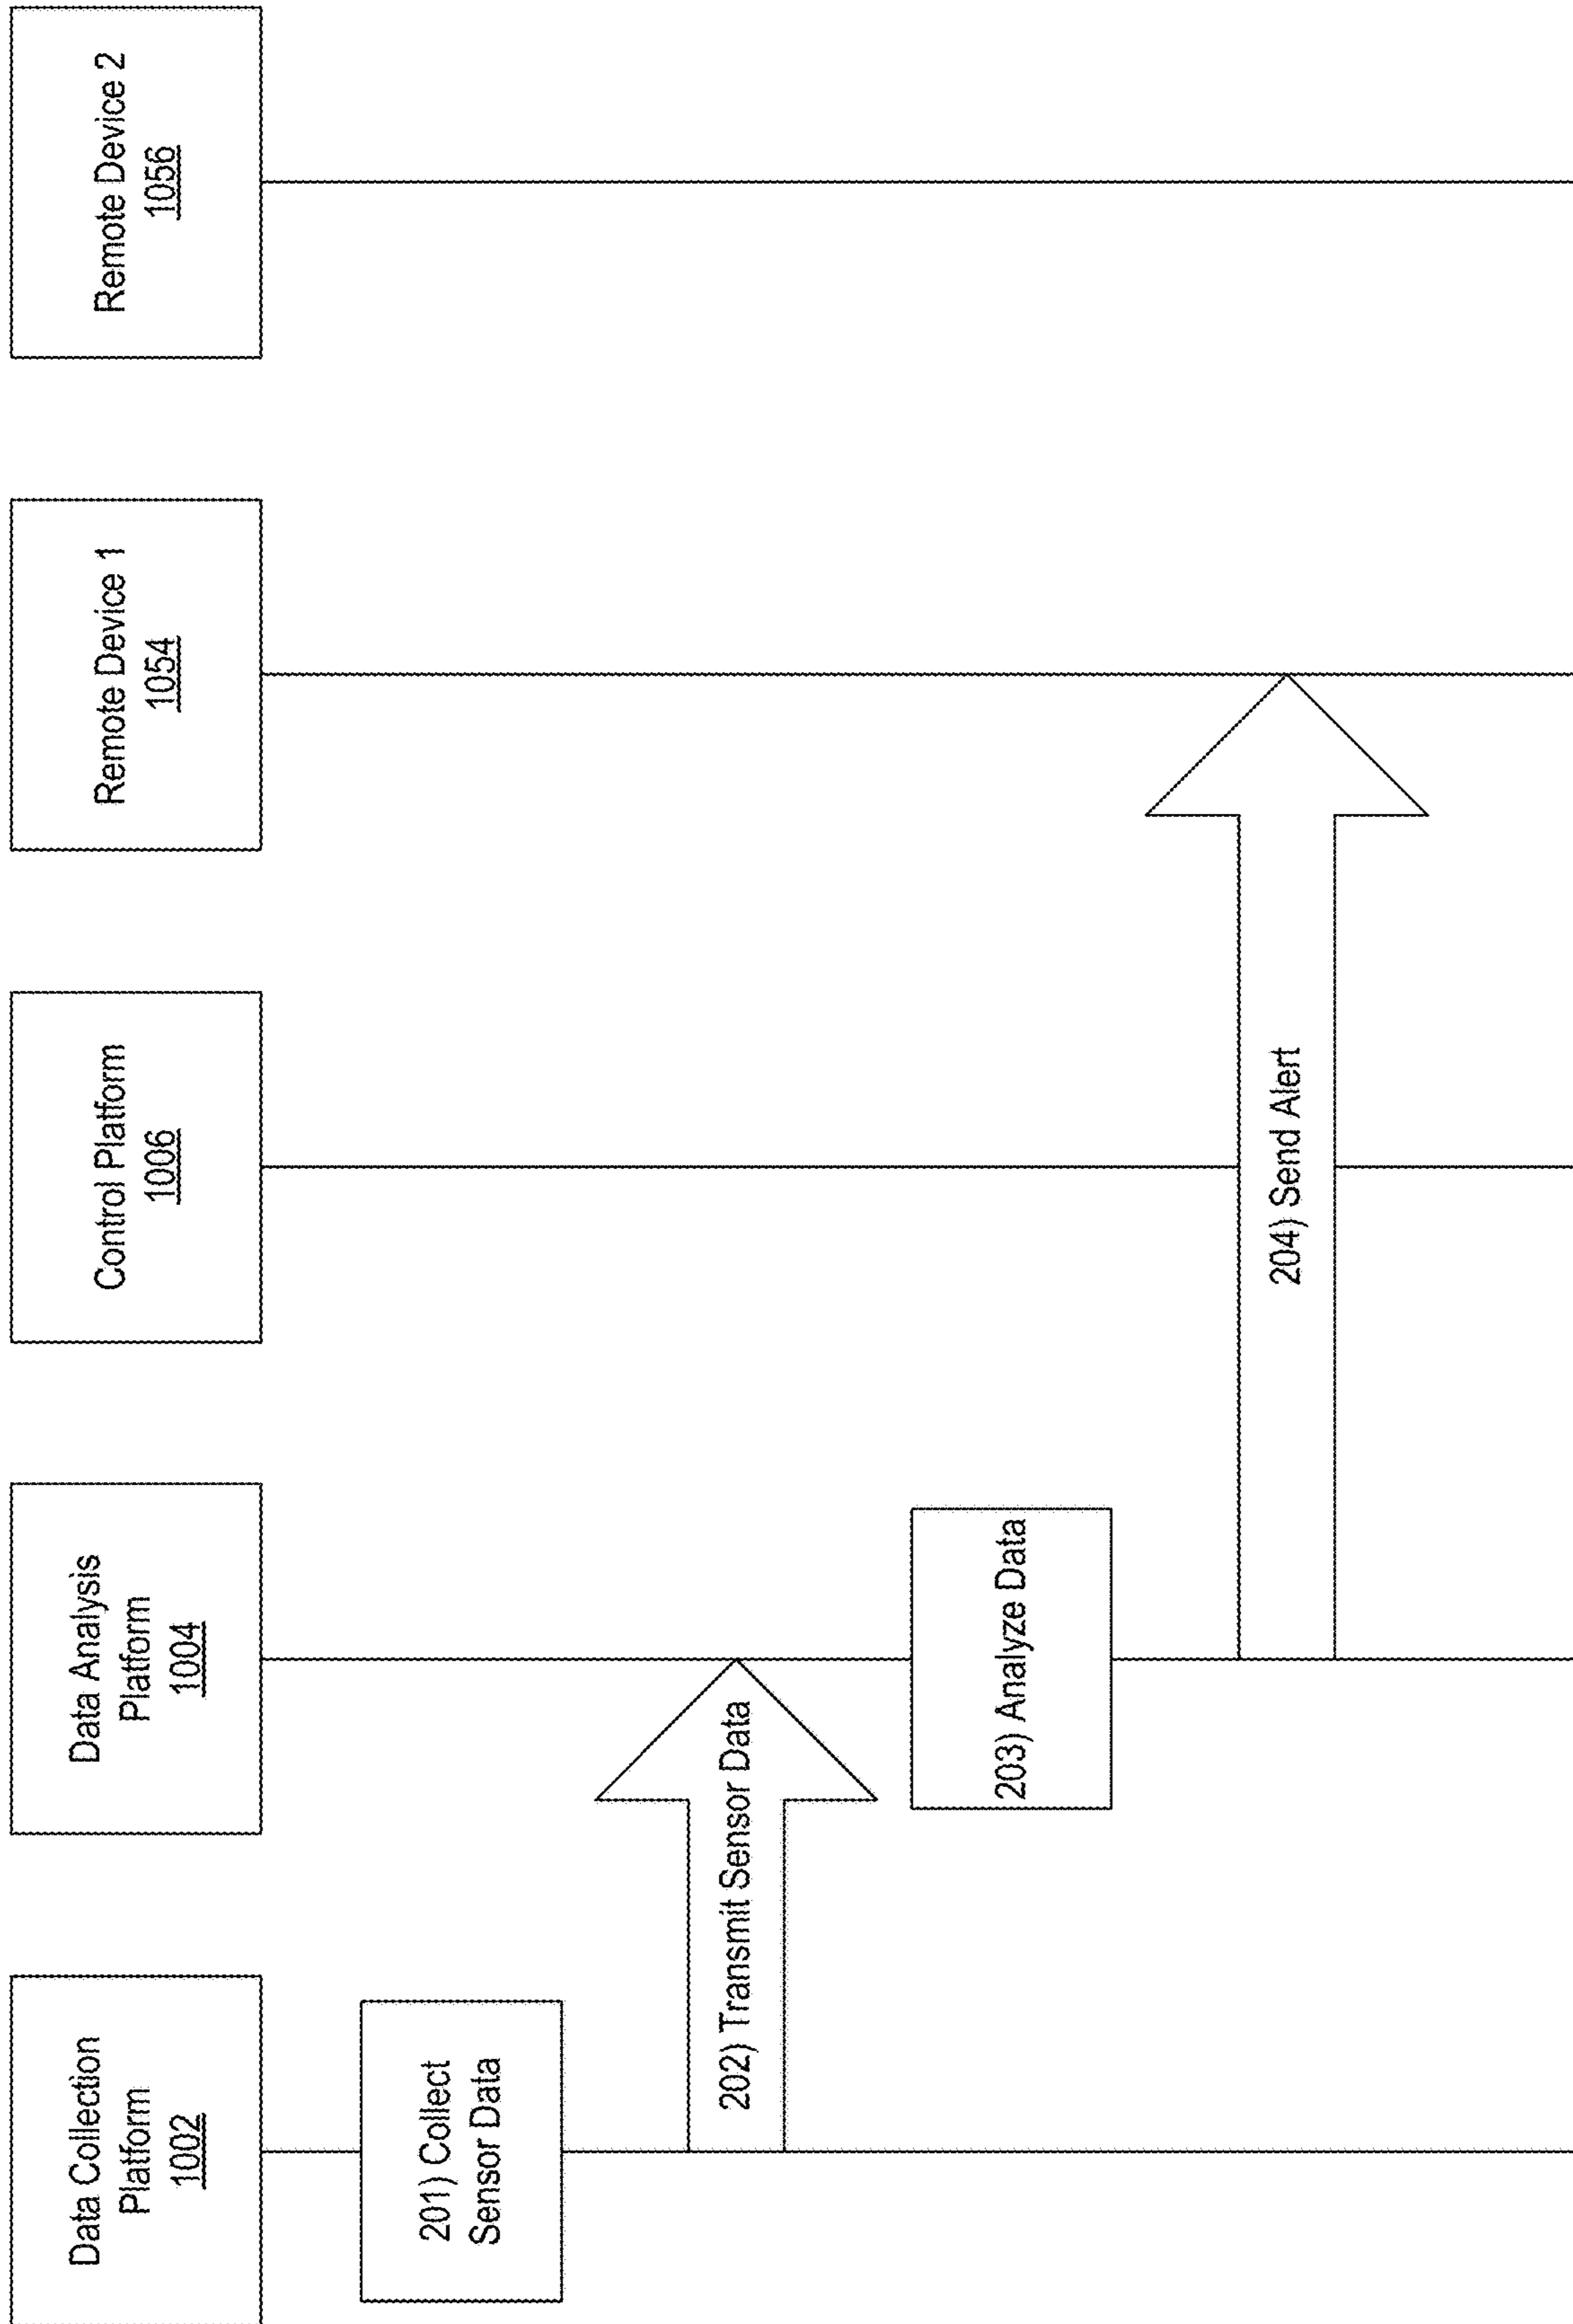 Data Collection
Platform
1002
Data Analysis
Platform
1004
Control Platform
1006
Remote Device 1
1054
Remote Device 2
1056
201) Collect
Sensor Data
202) Transmit Sensor Data
203) Analyze Data
204) Send Alert